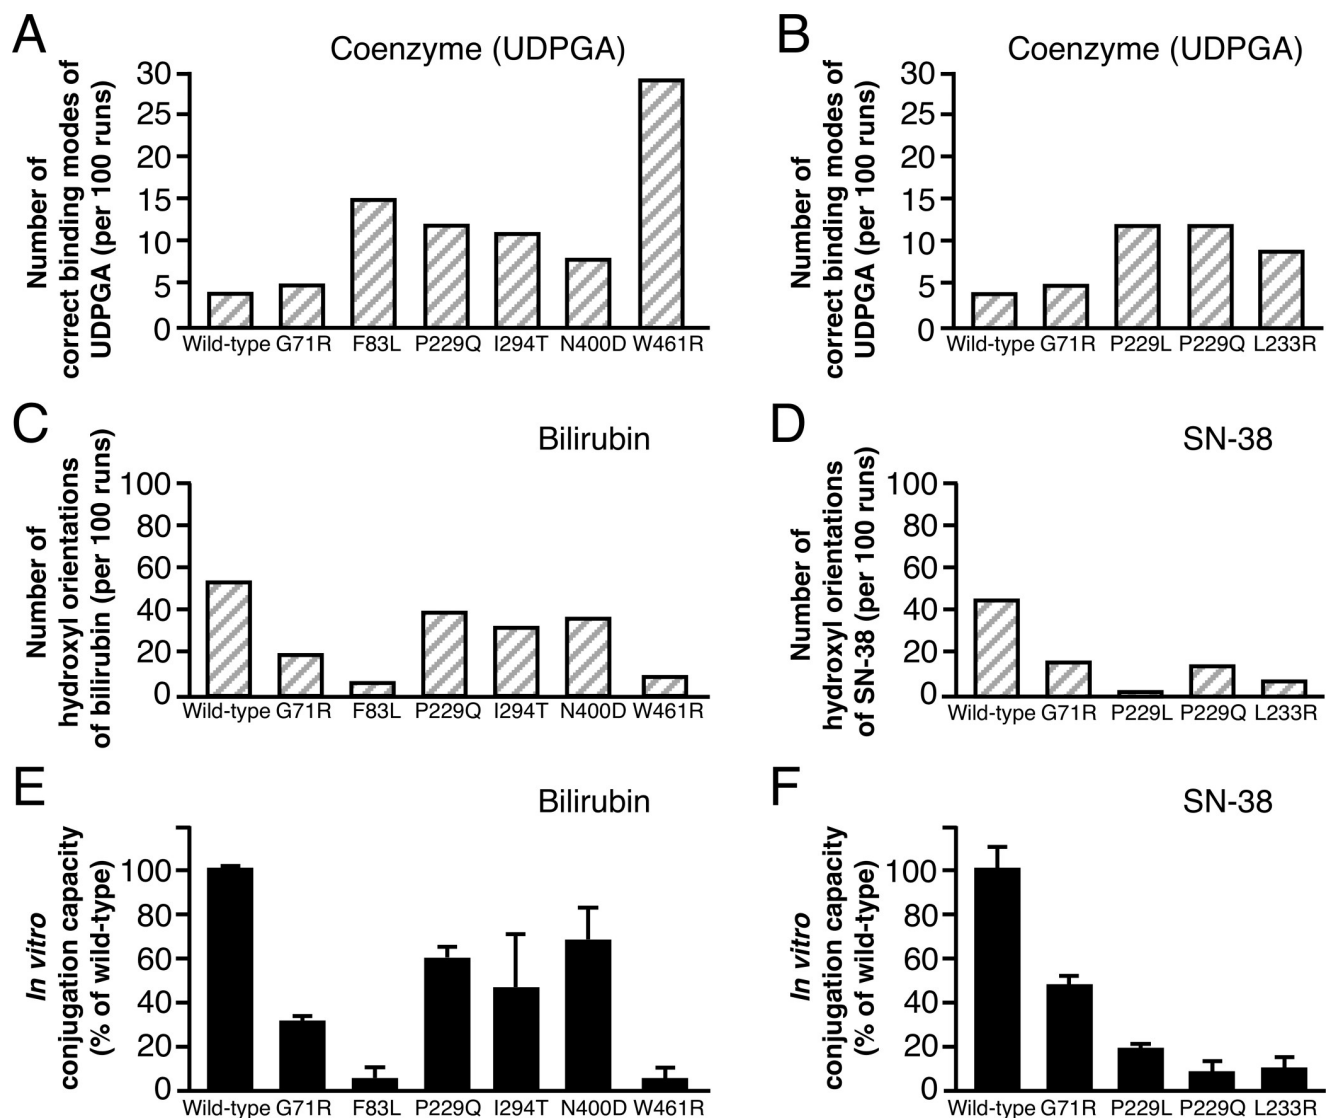 A
Coenzyme (UDPGA)
Number of
correct binding modes of
UDPGA (per 100 runs)
30
25
20
15
10
5
0
Wild-type G71R F83L P229Q I294T N400D W461R
B
Coenzyme (UDPGA)
Number of
correct binding modes of
UDPGA (per 100 runs)
30
25
20
15
10
5
0
Wild-type G71R P229L P229Q L233R
C
Bilirubin
Number of
hydroxyl orientations
of bilirubin (per 100 runs)
100
80
60
40
20
0
Wild-type G71R F83L P229Q I294T N400D W461R
D
SN-38
Number of
hydroxyl orientations
of SN-38 (per 100 runs)
100
80
60
40
20
0
Wild-type G71R P229L P229Q L233R
E
Bilirubin
In vitro
conjugation capacity
(% of wild-type)
100
80
60
40
20
0
Wild-type G71R F83L P229Q I294T N400D W461R
F
SN-38
In vitro
conjugation capacity
(% of wild-type)
100
80
60
40
20
0
Wild-type G71R P229L P229Q L233R